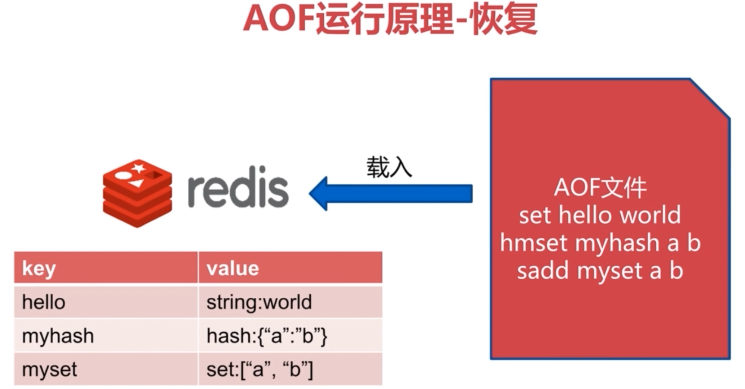 AOF运行原理-恢复
redis
载入
AOF文件
set hello world
hmset myhash a b
sadd myset a b
key value
hello string:world
myhash hash:{“a”:”b”}
myset set:[“a”, “b”]